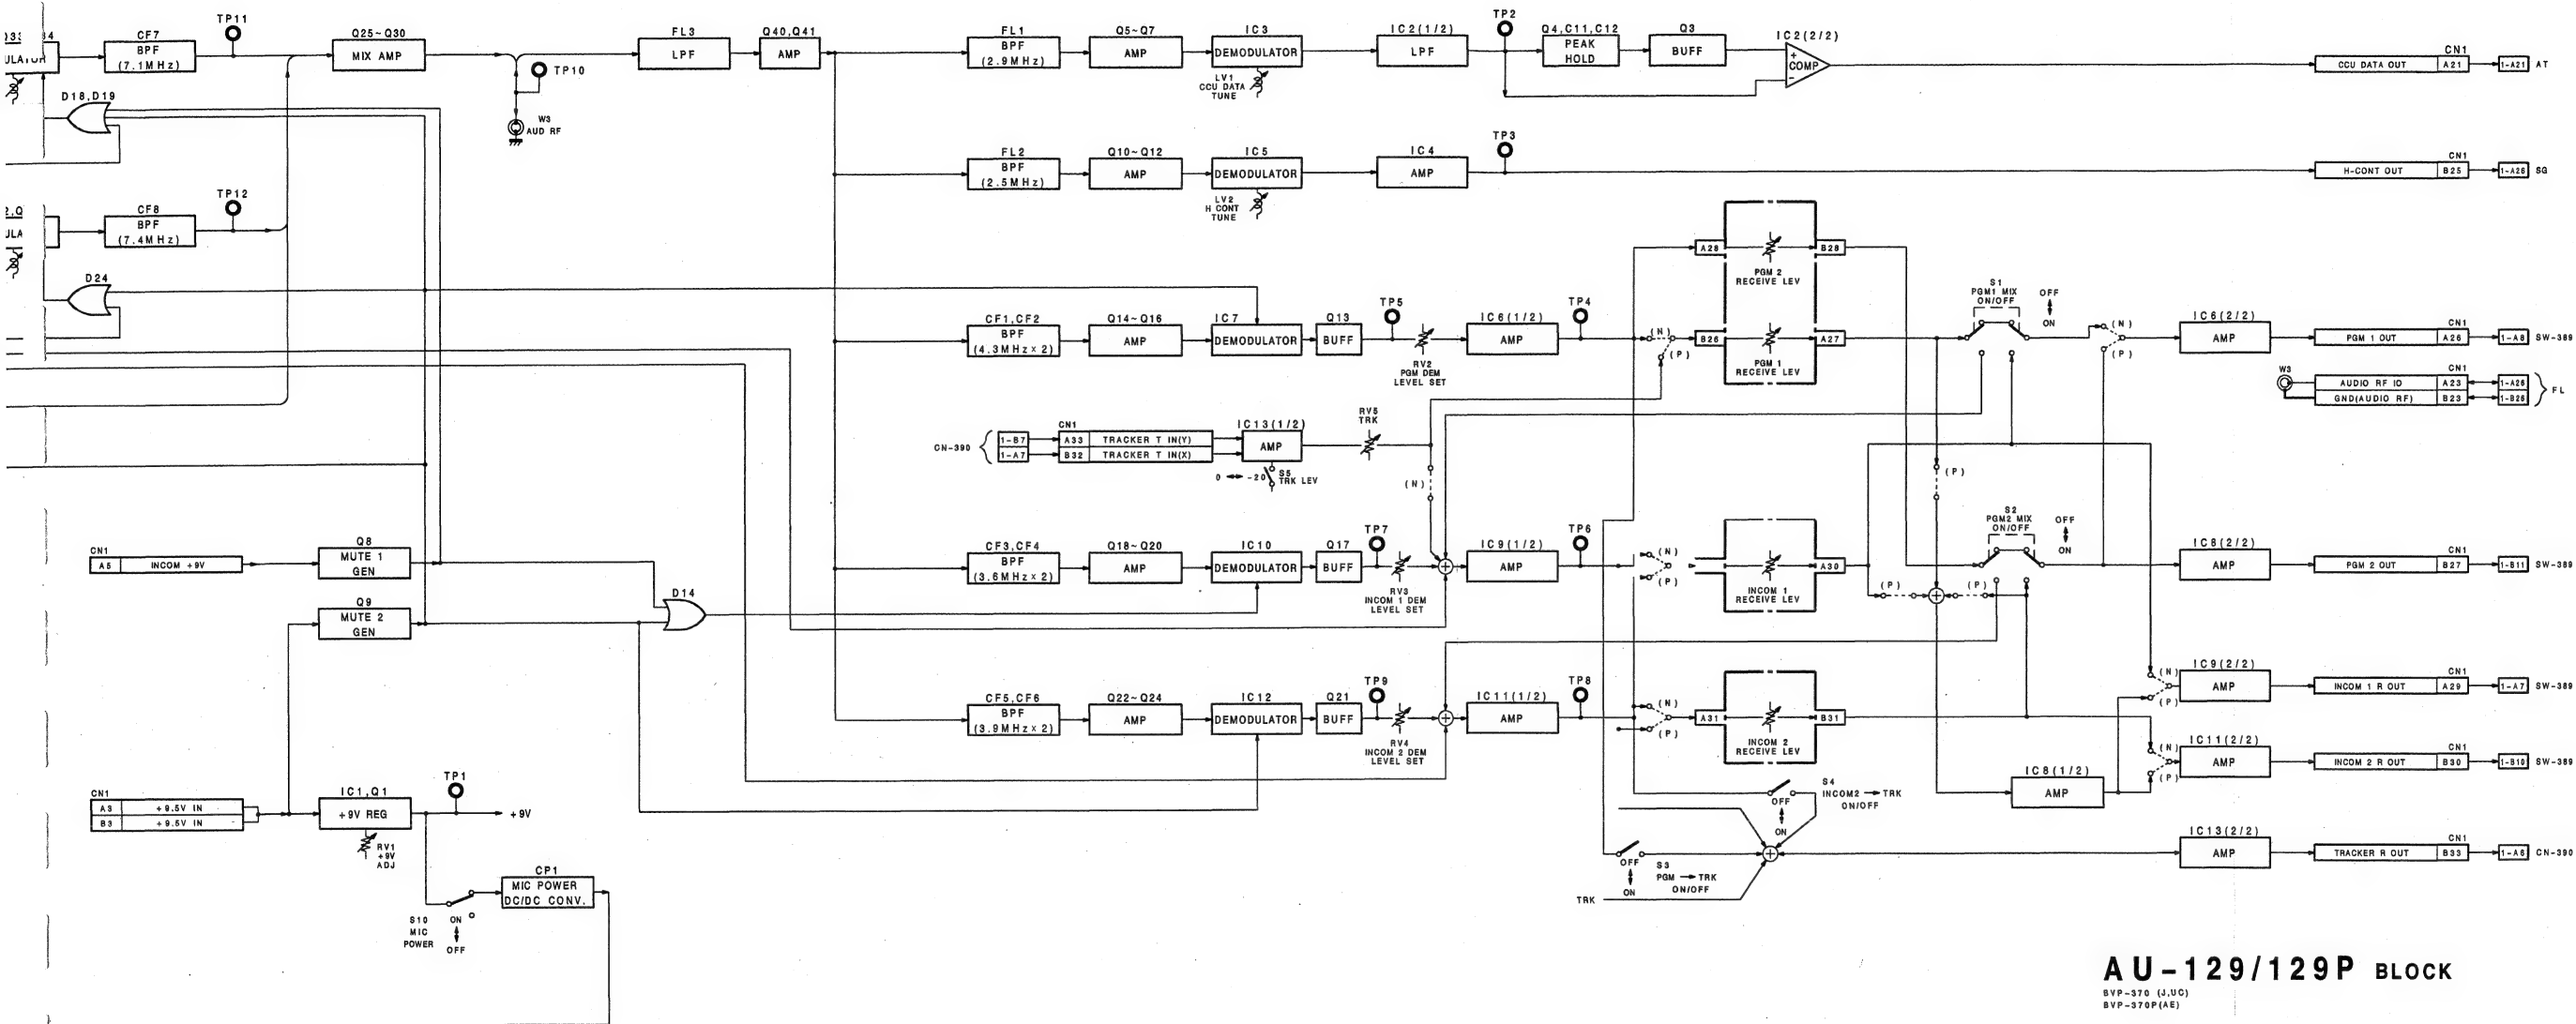 TP11
CF7
BPF
(7.1MHz)
Q25~Q30
MIX AMP
TP10
W3
AUD RF
FL3
LPF
Q40,Q41
AMP
D18,D19
TP12
CF8
BPF
(7.4MHz)
D24
FL1
BPF
(2.9MHz)
Q5~Q7
AMP
IC3
DEMODULATOR
LV1
CCU DATA
TUNE
IC2(1/2)
LPF
TP2
Q4,C11,C12
PEAK
HOLD
Q3
BUFF
IC2(2/2)
+
COMP
-
CN1
CCU DATA OUT A21 1-A21 AT
FL2
BPF
(2.5MHz)
Q10~Q12
AMP
IC5
DEMODULATOR
LV2
H CONT
TUNE
IC4
AMP
TP3
CN1
H-CONT OUT B25 1-A25 SG
CF1,CF2
BPF
(4.3MHz×2)
Q14~Q16
AMP
IC7
DEMODULATOR
Q13
BUFF
TP5
RV2
PGM DEM
LEVEL SET
IC6(1/2)
AMP
TP4
(N)
(P)
A28
B28
PGM 2
RECEIVE LEV
B26
A27
PGM 1
RECEIVE LEV
S1
PGM1 MIX
ON/OFF
OFF
ON
(N)
(P)
IC6(2/2)
AMP
CN1
PGM 1 OUT A26 1-A8 SW-389
W3
CN1
AUDIO RF IO A23 1-A26
GND(AUDIO RF) B23 1-B26
FL
CN-390
1-B7
1-A7
CN1
A33 TRACKER T IN(Y)
B32 TRACKER T IN(X)
IC13(1/2)
AMP
0 -20
S5
TRK LEV
RV5
TRK
(N)
(P)
CN1
A5 INCOM +9V
Q8
MUTE 1
GEN
Q9
MUTE 2
GEN
D14
CF3,CF4
BPF
(3.6MHz×2)
Q18~Q20
AMP
IC10
DEMODULATOR
Q17
BUFF
TP7
RV3
INCOM 1 DEM
LEVEL SET
IC9(1/2)
AMP
TP6
(N)
(P)
A30
INCOM 1
RECEIVE LEV
(P)
(P)
S2
PGM2 MIX
ON/OFF
OFF
ON
IC8(2/2)
AMP
CN1
PGM 2 OUT B27 1-B11 SW-389
CF5,CF6
BPF
(3.9MHz×2)
Q22~Q24
AMP
IC12
DEMODULATOR
Q21
BUFF
TP9
RV4
INCOM 2 DEM
LEVEL SET
IC11(1/2)
AMP
TP8
(N)
(P)
A31
B31
INCOM 2
RECEIVE LEV
(N)
(P)
IC9(2/2)
AMP
CN1
INCOM 1 R OUT A29 1-A7 SW-389
(N)
(P)
IC11(2/2)
AMP
CN1
INCOM 2 R OUT B30 1-B10 SW-389
IC8(1/2)
AMP
S4
INCOM2 → TRK
ON/OFF
OFF
ON
OFF
ON
S3
PGM → TRK
ON/OFF
TRK
IC13(2/2)
AMP
CN1
TRACKER R OUT B33 1-A6 CN-390
CN1
A3 +9.5V IN
B3 +9.5V IN
IC1,Q1
+9V REG
RV1
+9V
ADJ
TP1
+9V
S10
MIC
POWER
ON
OFF
CP1
MIC POWER
DC/DC CONV.
AU-129/129P BLOCK
BVP-370 (J,UC)
BVP-370P(AE)